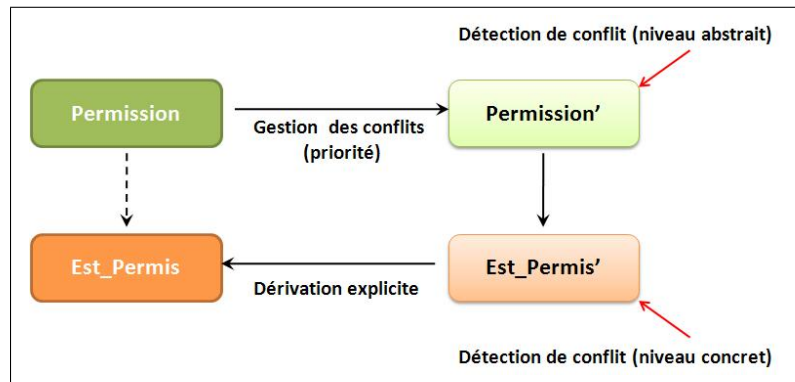 Détection de conflit (niveau abstrait)
Permission
Permission’
Gestion des conflits
(priorité)
Est_Permis
Est_Permis’
Dérivation explicite
Détection de conflit (niveau concret)